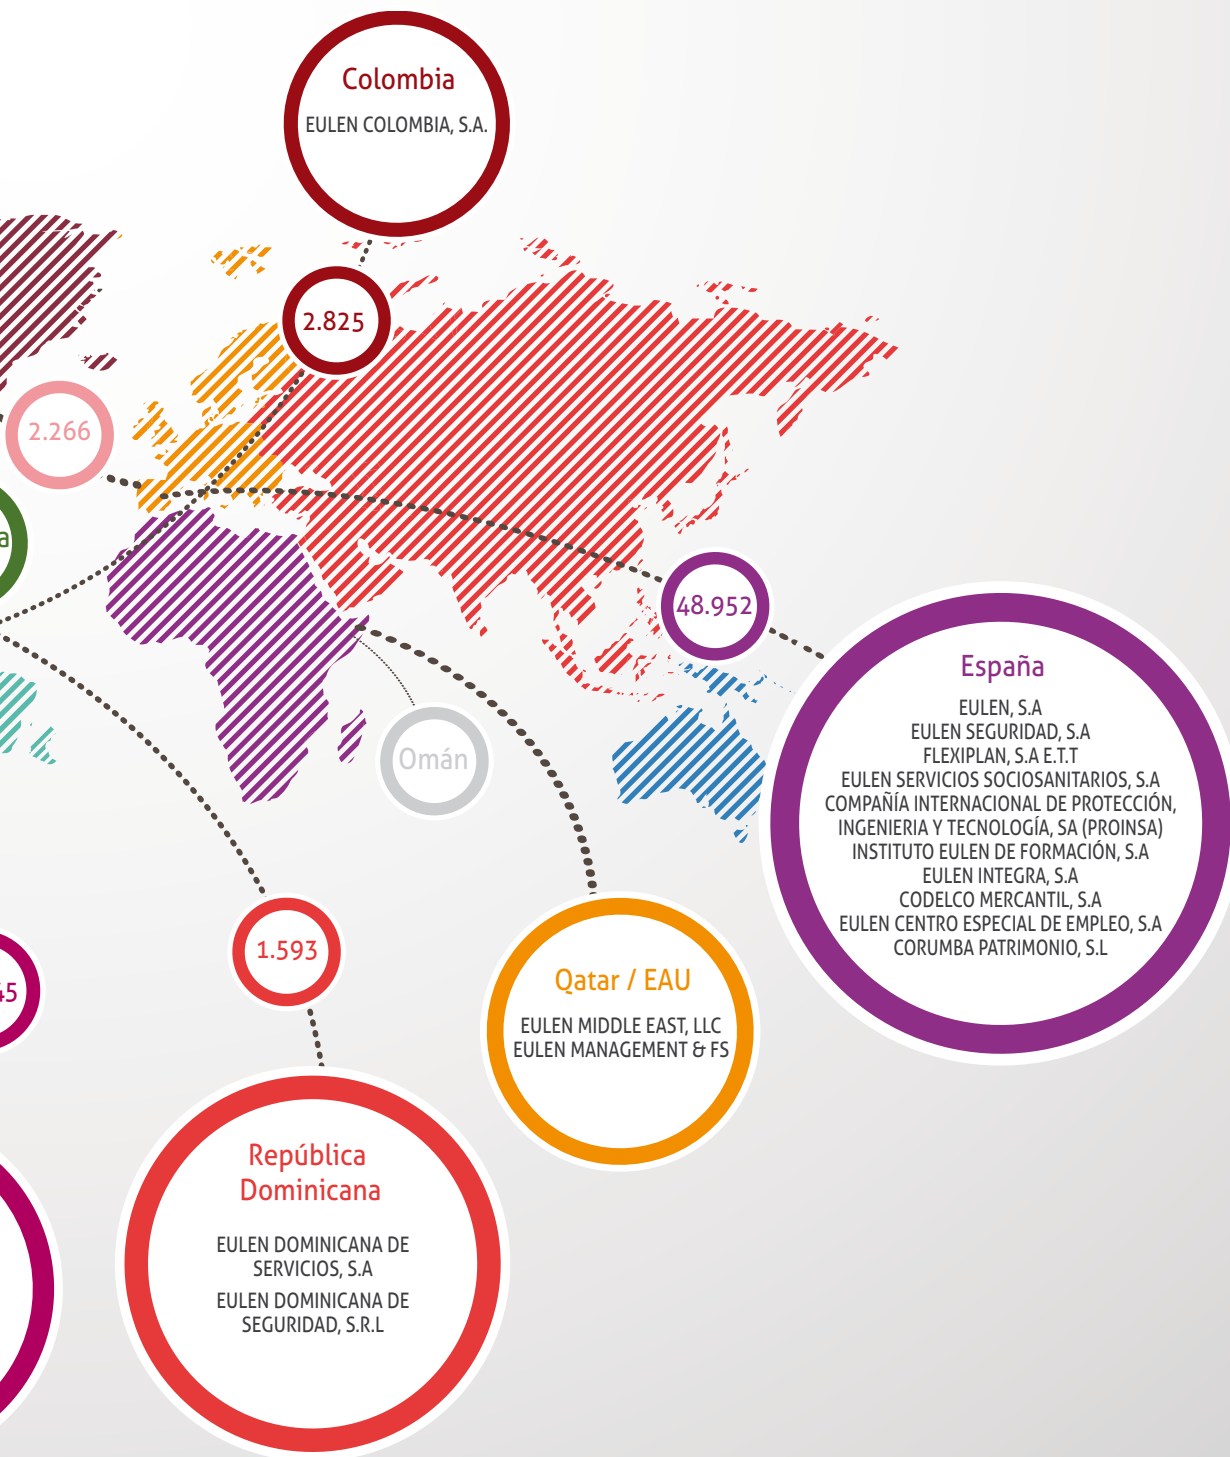 Colombia
EULEN COLOMBIA, S.A.
2.825
2.266
a
48.952
España
EULEN, S.A
EULEN SEGURIDAD, S.A
FLEXIPLAN, S.A E.T.T
EULEN SERVICIOS SOCIOSANITARIOS, S.A
COMPAÑÍA INTERNACIONAL DE PROTECCIÓN,
INGENIERIA Y TECNOLOGÍA, SA (PROINSA)
INSTITUTO EULEN DE FORMACIÓN, S.A
EULEN INTEGRA, S.A
CODELCO MERCANTIL, S.A
EULEN CENTRO ESPECIAL DE EMPLEO, S.A
CORUMBA PATRIMONIO, S.L
Omán
1.593
45
Qatar / EAU
EULEN MIDDLE EAST, LLC
EULEN MANAGEMENT & FS
República
Dominicana
EULEN DOMINICANA DE
SERVICIOS, S.A
EULEN DOMINICANA DE
SEGURIDAD, S.R.L